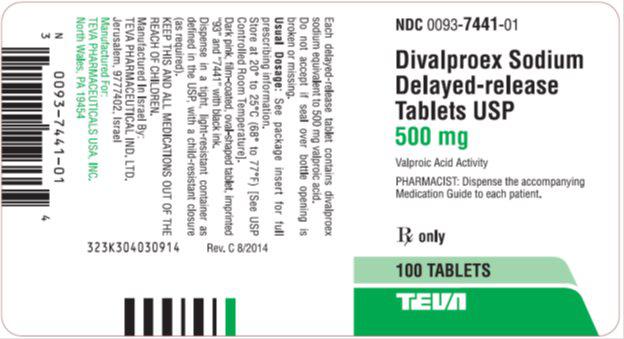 Each delayed-release tablet contains divalproex
sodium equivalent to 500 mg valproic acid.
Do not accept if seal over bottle opening is
broken or missing.
Usual Dosage: See package insert for full
prescribing information.
Store at 20° to 25°C (68° to 77°F) [See USP
Controlled Room Temperature].
Dark pink, film-coated, oval-shaped tablet, imprinted
"93" and "7441" with black ink.
Dispense in a tight, light-resistant container as
defined in the USP, with a child-resistant closure
(as required).
KEEP THIS AND ALL MEDICATIONS OUT OF THE
REACH OF CHILDREN.
Manufactured In Israel By:
TEVA PHARMACEUTICAL IND. LTD.
Jerusalem, 9777402, Israel
Manufactured For:
TEVA PHARMACEUTICALS USA, INC.
North Wales, PA 19454
3 N 0093-7441-01 4
323K304030914 Rev. C 8/2014
NDC 0093-7441-01
Divalproex Sodium
Delayed-release
Tablets USP
500 mg
Valproic Acid Activity
PHARMACIST: Dispense the accompanying
Medication Guide to each patient.
Rx only
100 TABLETS
TEVA